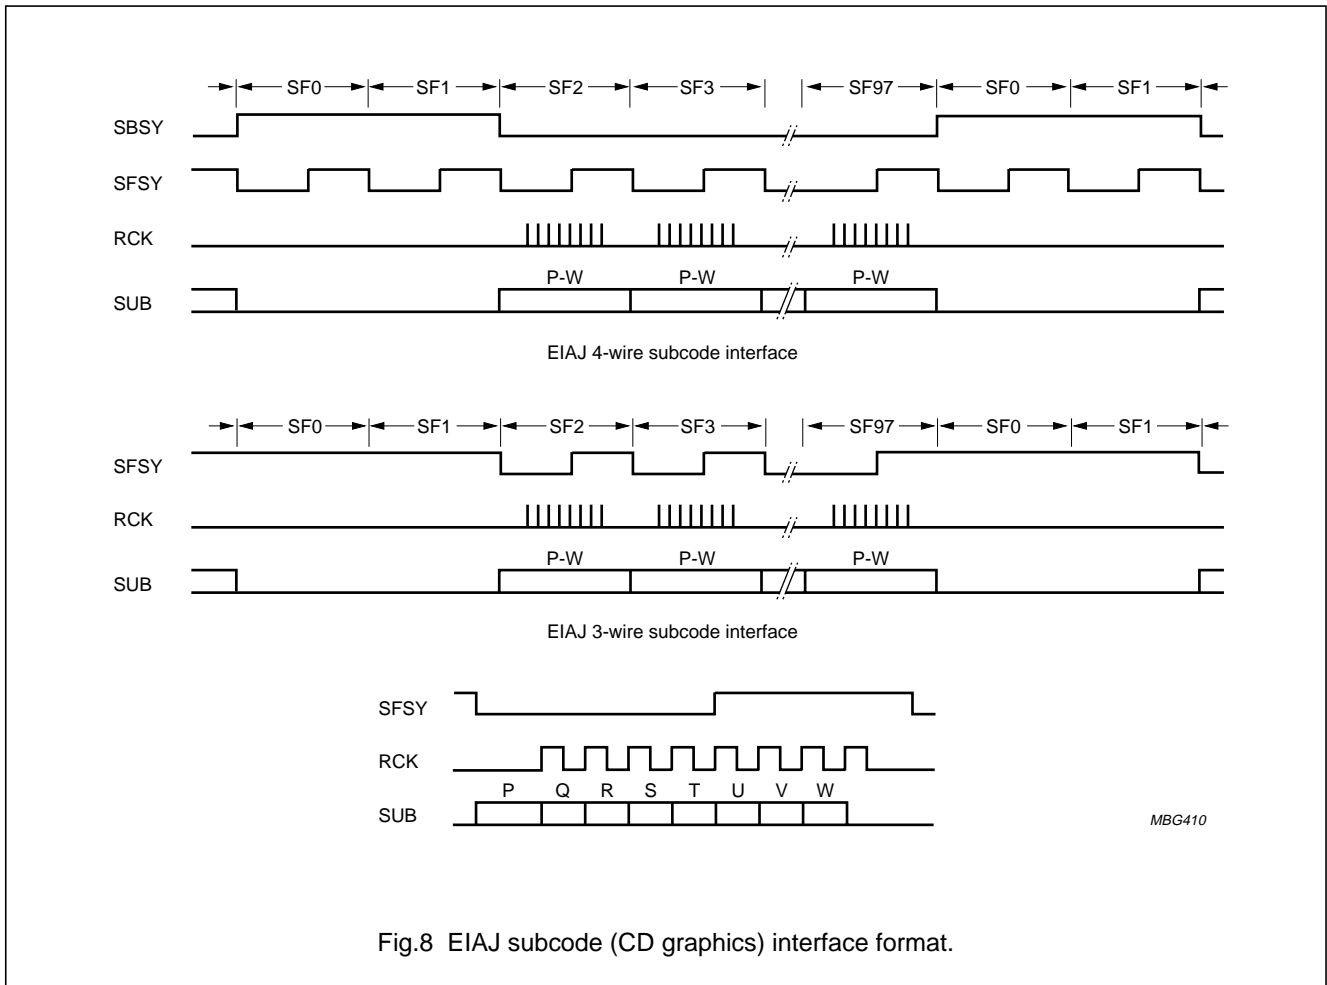 SF0 SF1 SF2 SF3 SF97 SF0 SF1
SBSY
SFSY
RCK
P-W P-W P-W
SUB
EIAJ 4-wire subcode interface
SF0 SF1 SF2 SF3 SF97 SF0 SF1
SFSY
RCK
P-W P-W P-W
SUB
EIAJ 3-wire subcode interface
SFSY
RCK
P Q R S T U V W
SUB
MBG410
Fig.8 EIAJ subcode (CD graphics) interface format.